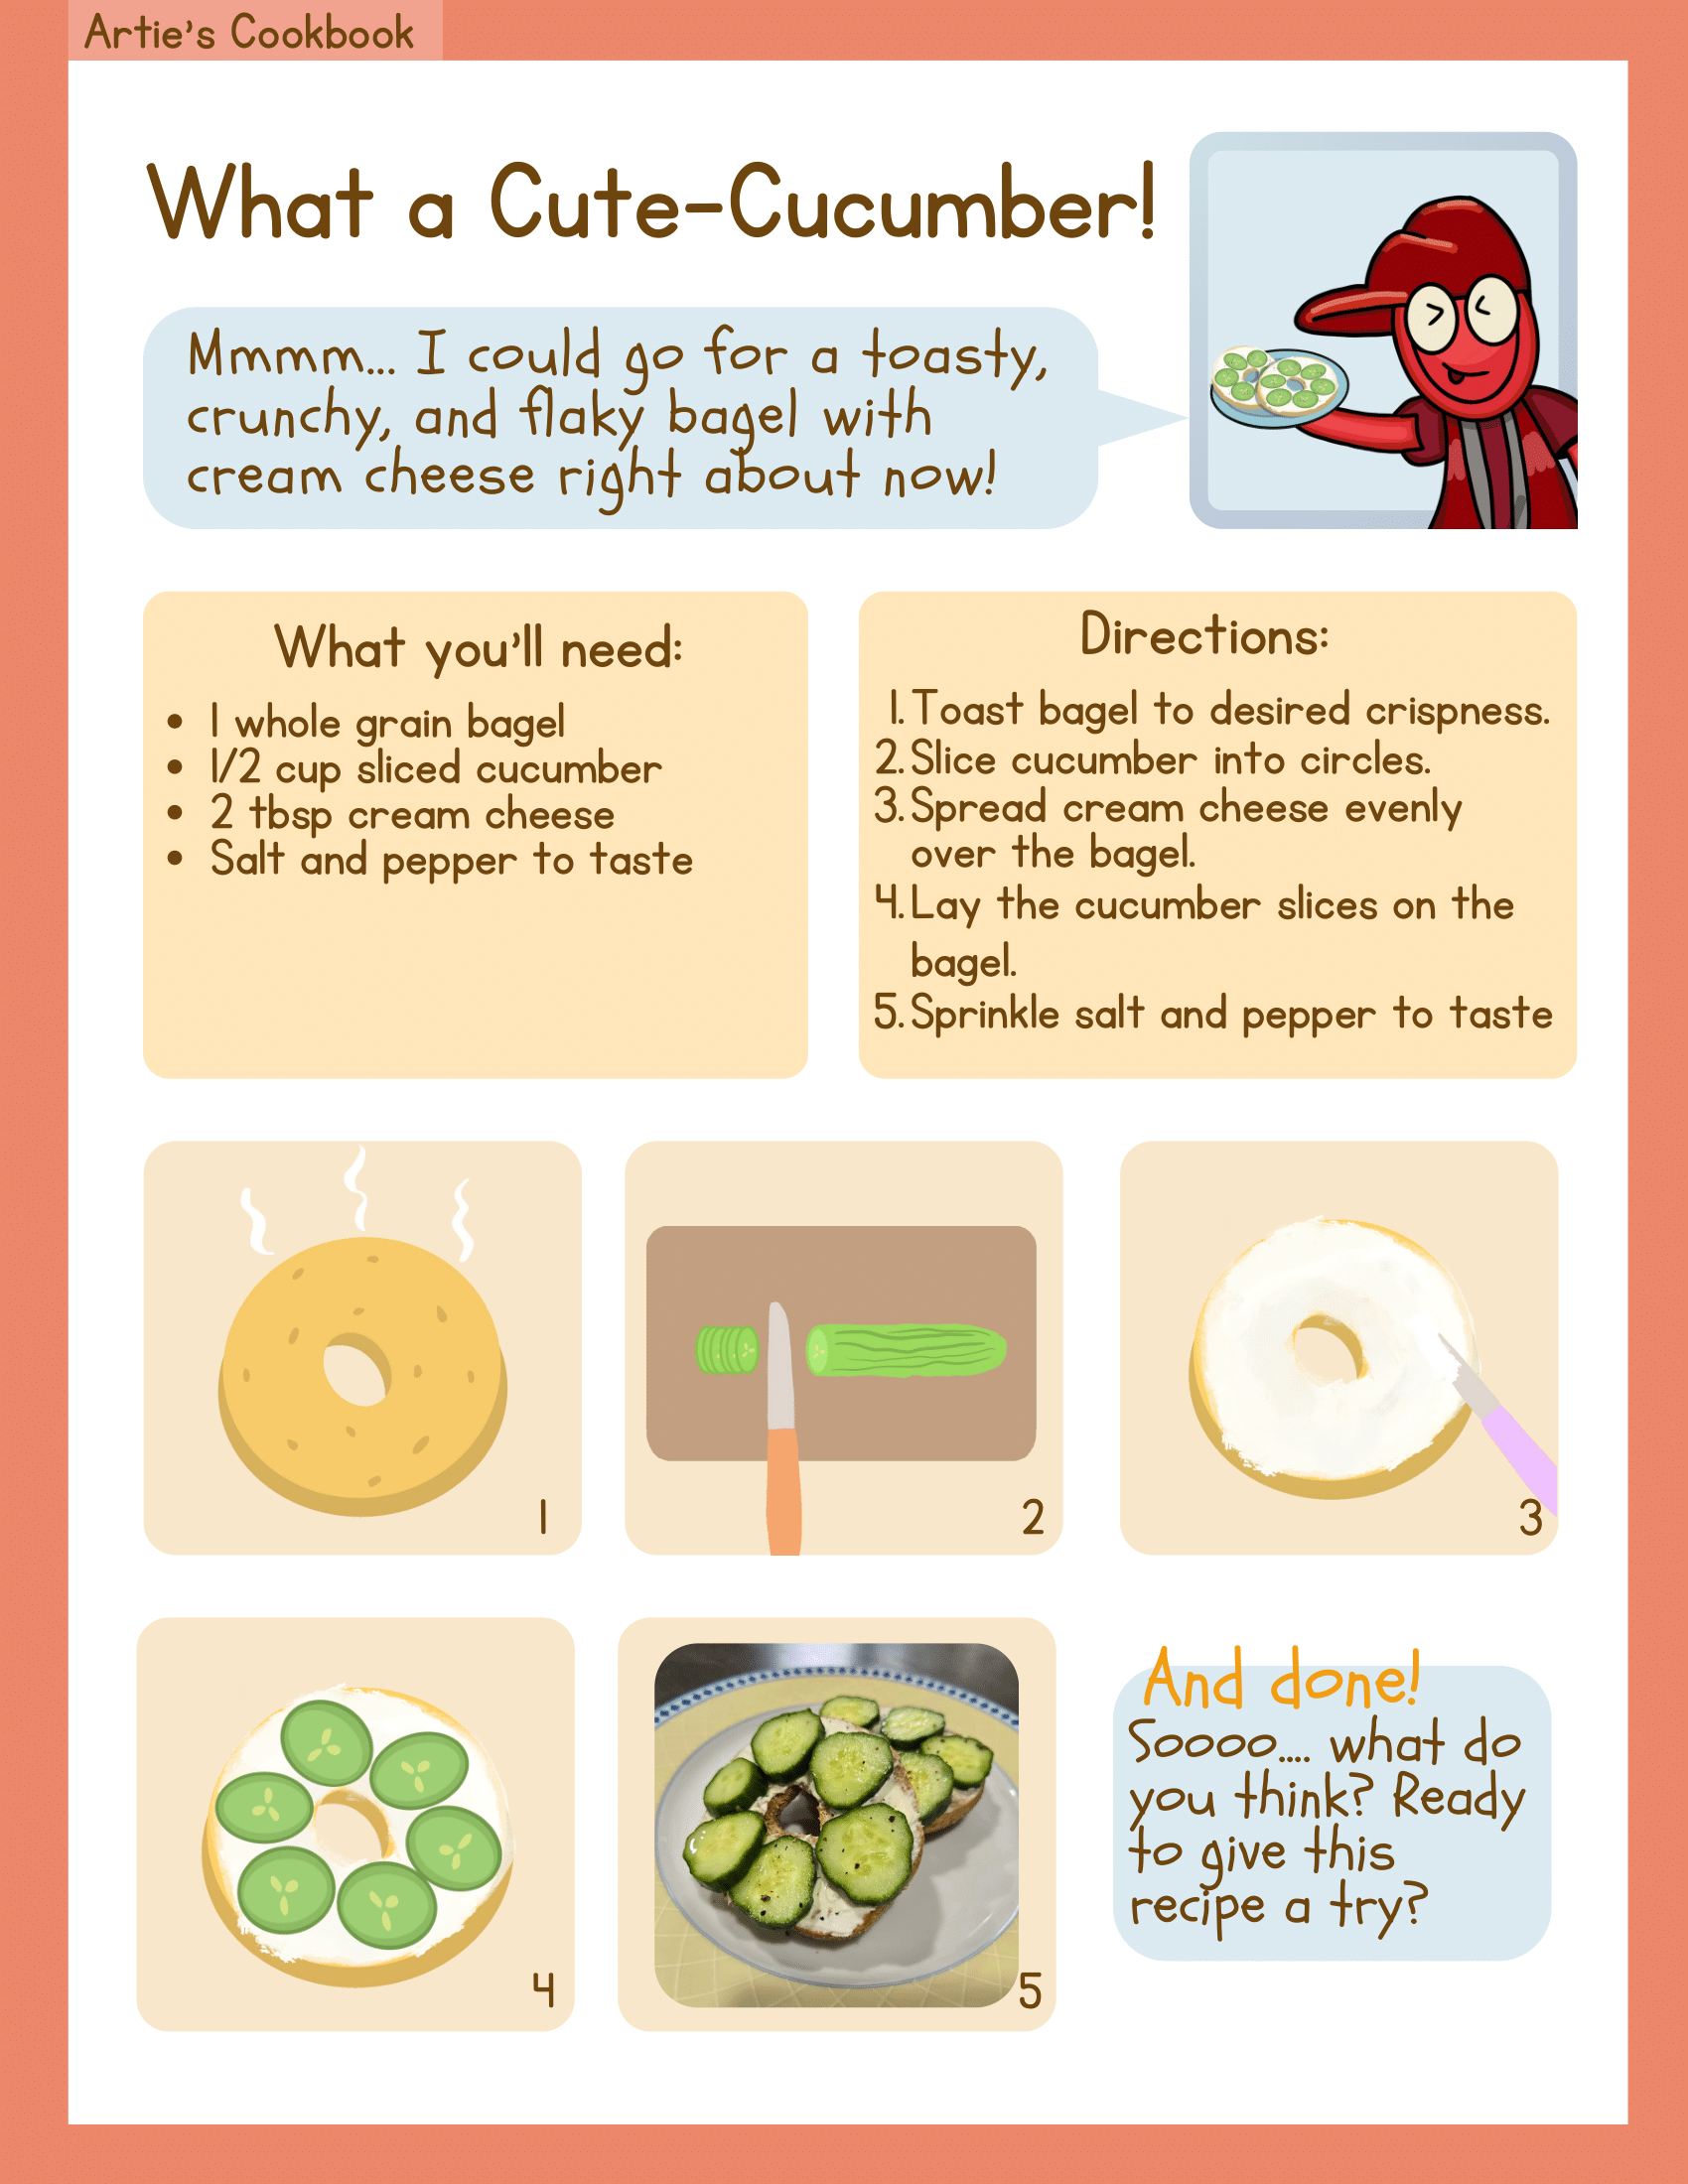 Artie's Cookbook
What a Cute-Cucumber!
Mmmm... I could go for a toasty,
crunchy, and flaky bagel with
cream cheese right about now!
What you'll need:
• 1 whole grain bagel
• 1/2 cup sliced cucumber
• 2 tbsp cream cheese
• Salt and pepper to taste
Directions:
1. Toast bagel to desired crispness.
2. Slice cucumber into circles.
3. Spread cream cheese evenly
over the bagel.
4. Lay the cucumber slices on the
bagel.
5. Sprinkle salt and pepper to taste
1
2
3
4
5
And done!
Soooo.... what do
you think? Ready
to give this
recipe a try?